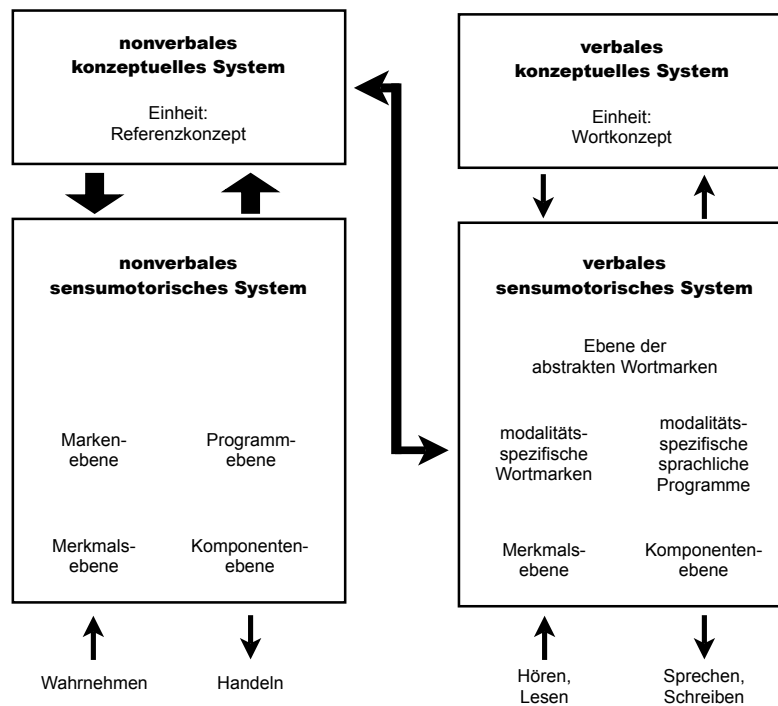 nonverbales
konzeptuelles System
Einheit:
Referenzkonzept
verbales
konzeptuelles System
Einheit:
Wortkonzept
nonverbales
sensumotorisches System
Marken-
ebene
Programm-
ebene
Merkmals-
ebene
Komponenten-
ebene
Wahrnehmen
Handeln
verbales
sensumotorisches System
Ebene der
abstrakten Wortmarken
modalitäts-
spezifische
Wortmarken
modalitäts-
spezifische
sprachliche
Programme
Merkmals-
ebene
Komponenten-
ebene
Hören,
Lesen
Sprechen,
Schreiben